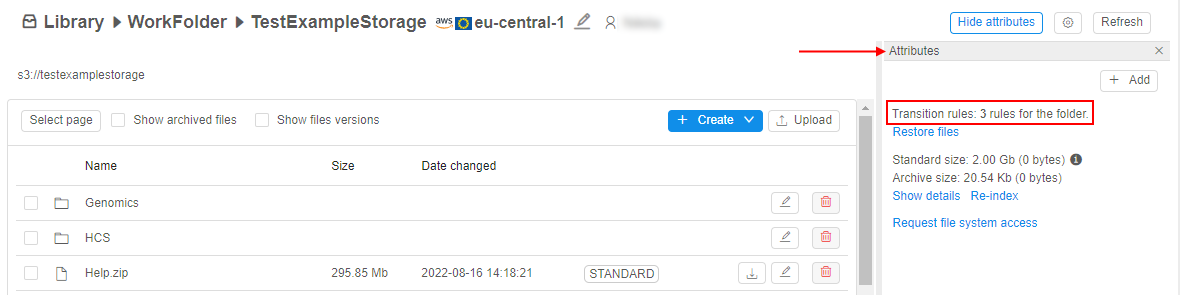 Library WorkFolder TestExampleStorage aws eu-central-1
Hide attributes Refresh
Attributes
s3://testexamplestorage
+ Add
Select page Show archived files Show files versions + Create Upload
Transition rules: 3 rules for the folder.
Restore files
Name Size Date changed
Standard size: 2.00 Gb (0 bytes)
Archive size: 20.54 Kb (0 bytes)
Show details Re-index
Genomics
Request file system access
HCS
Help.zip 295.85 Mb 2022-08-16 14:18:21 STANDARD